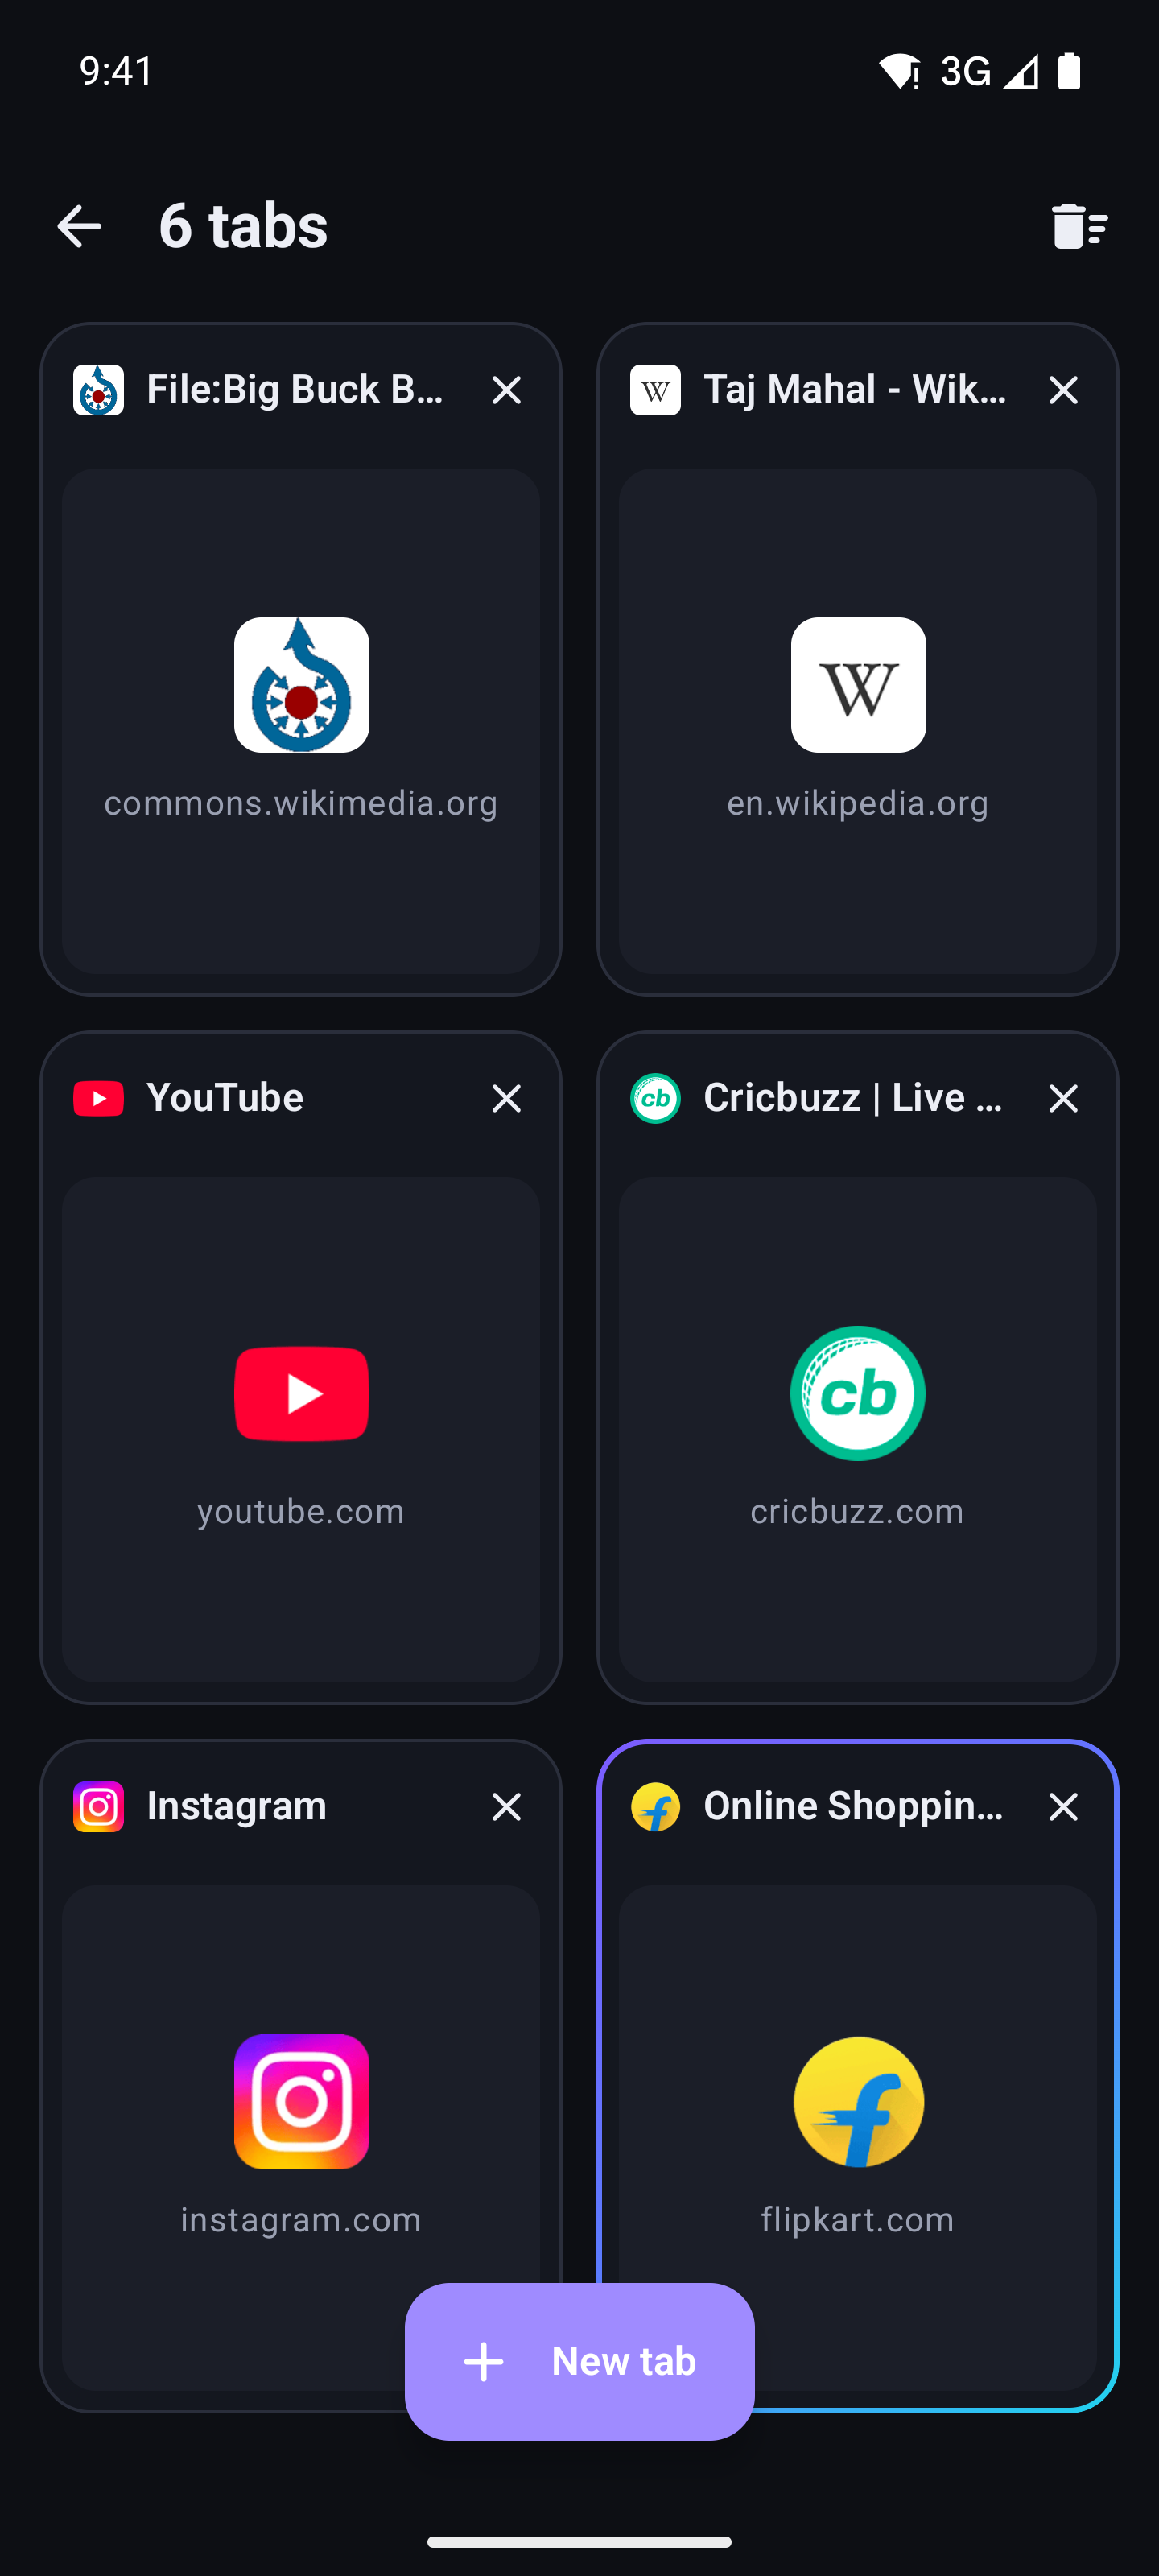 9:41
3G
6 tabs
File:Big Buck B...
Taj Mahal - Wik...
W
W
commons.wikimedia.org
en.wikipedia.org
YouTube
cb
Cricbuzz | Live ...
cb
youtube.com
cricbuzz.com
Instagram
Online Shoppin...
instagram.com
flipkart.com
New tab